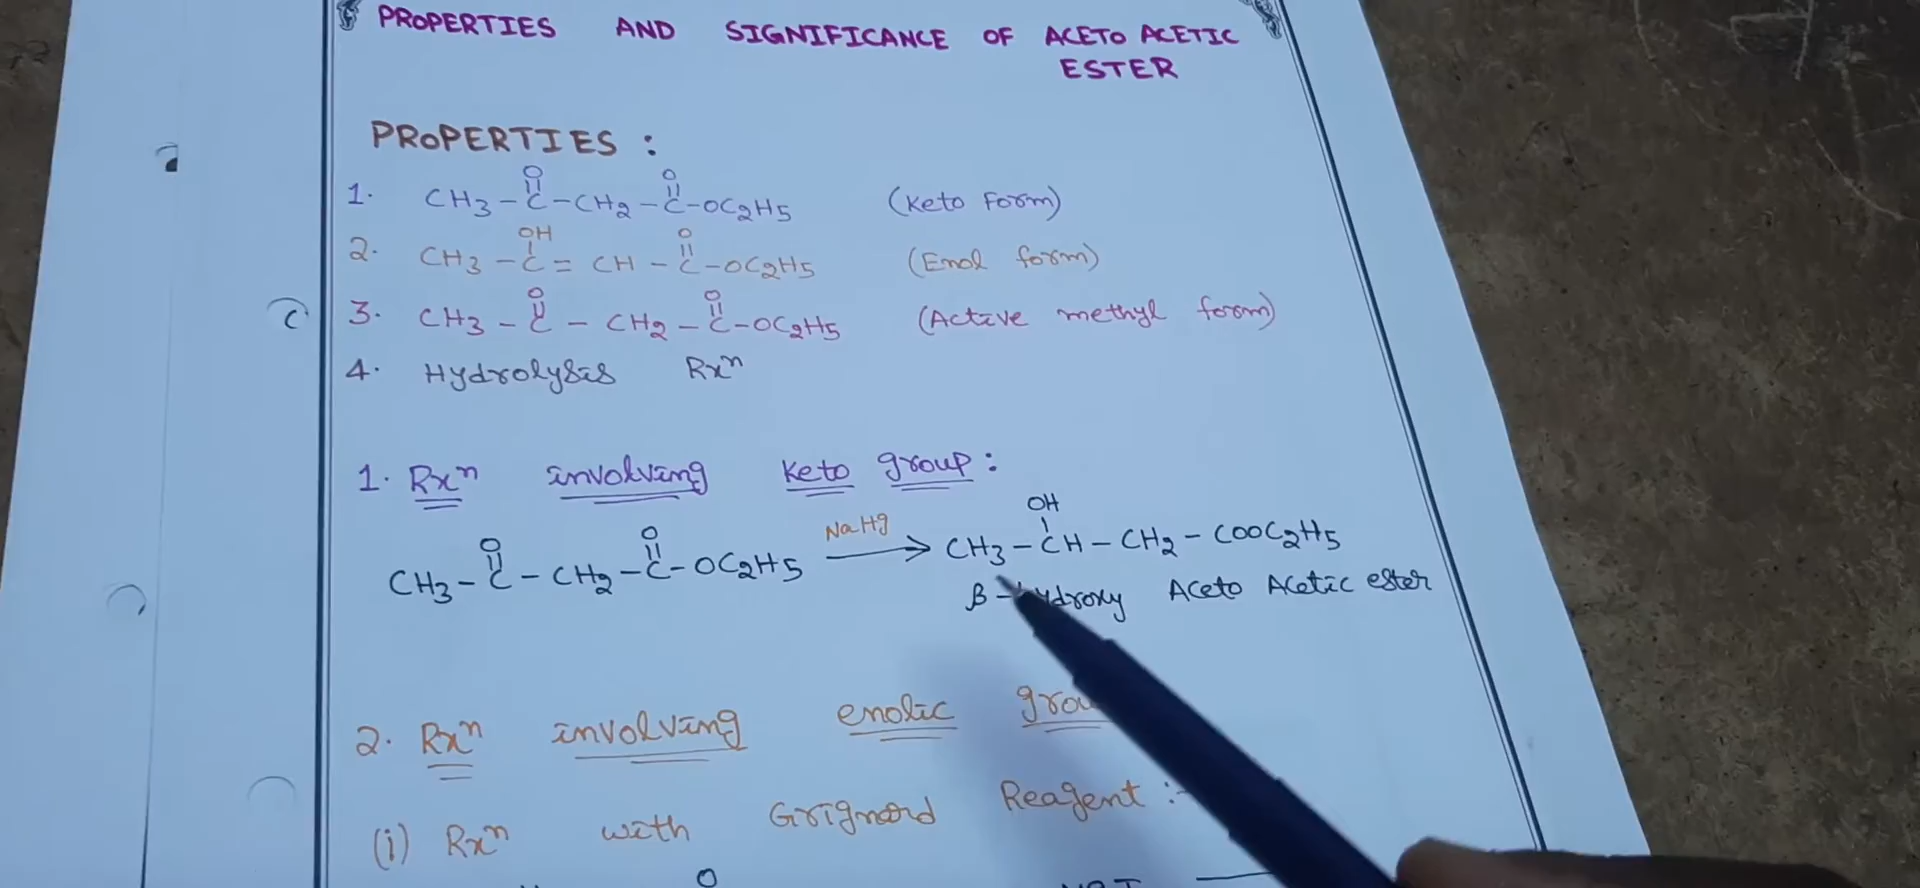 PROPERTIES AND SIGNIFICANCE OF ACETO ACETIC
ESTER
PROPERTIES :
O O
1. CH3 - C - CH2 - C - OC2H5 (Keto Form)
OH O
2. CH3 - C = CH - C - OC2H5 (Enol form)
O O
3. CH3 - C - CH2 - C - OC2H5 (Active methyl form)
4. Hydrolysis Rxn
1. Rxn involving keto group :
O O NaHg OH
CH3 - C - CH2 - C - OC2H5 → CH3 - CH - CH2 - COOC2H5
β - Hydroxy Aceto Acetic ester
2. Rxn involving enolic
(i) Rxn with Grignard Reagent :-
O